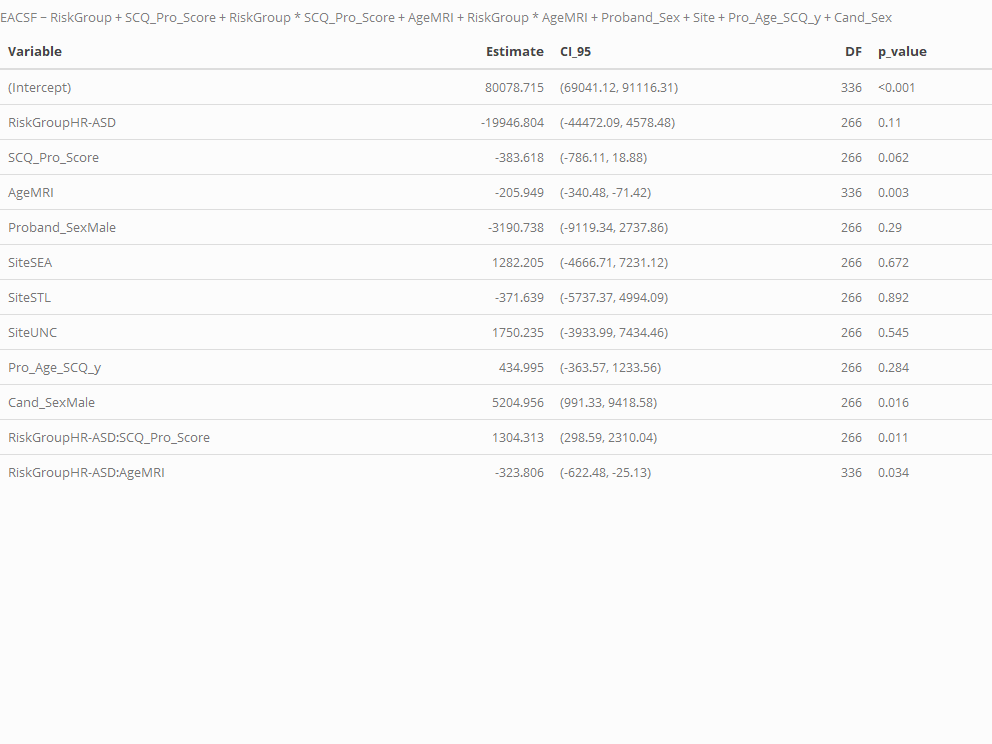 EACSF ~ RiskGroup + SCQ_Pro_Score + RiskGroup * SCQ_Pro_Score + AgeMRI + RiskGroup * AgeMRI + Proband_Sex + Site + Pro_Age_SCQ_y + Cand_Sex
Variable Estimate CI_95 DF p_value
(Intercept) 80078.715 (69041.12, 91116.31) 336 <0.001
RiskGroupHR-ASD -19946.804 (-44472.09, 4578.48) 266 0.11
SCQ_Pro_Score -383.618 (-786.11, 18.88) 266 0.062
AgeMRI -205.949 (-340.48, -71.42) 336 0.003
Proband_SexMale -3190.738 (-9119.34, 2737.86) 266 0.29
SiteSEA 1282.205 (-4666.71, 7231.12) 266 0.672
SiteSTL -371.639 (-5737.37, 4994.09) 266 0.892
SiteUNC 1750.235 (-3933.99, 7434.46) 266 0.545
Pro_Age_SCQ_y 434.995 (-363.57, 1233.56) 266 0.284
Cand_SexMale 5204.956 (991.33, 9418.58) 266 0.016
RiskGroupHR-ASD:SCQ_Pro_Score 1304.313 (298.59, 2310.04) 266 0.011
RiskGroupHR-ASD:AgeMRI -323.806 (-622.48, -25.13) 336 0.034